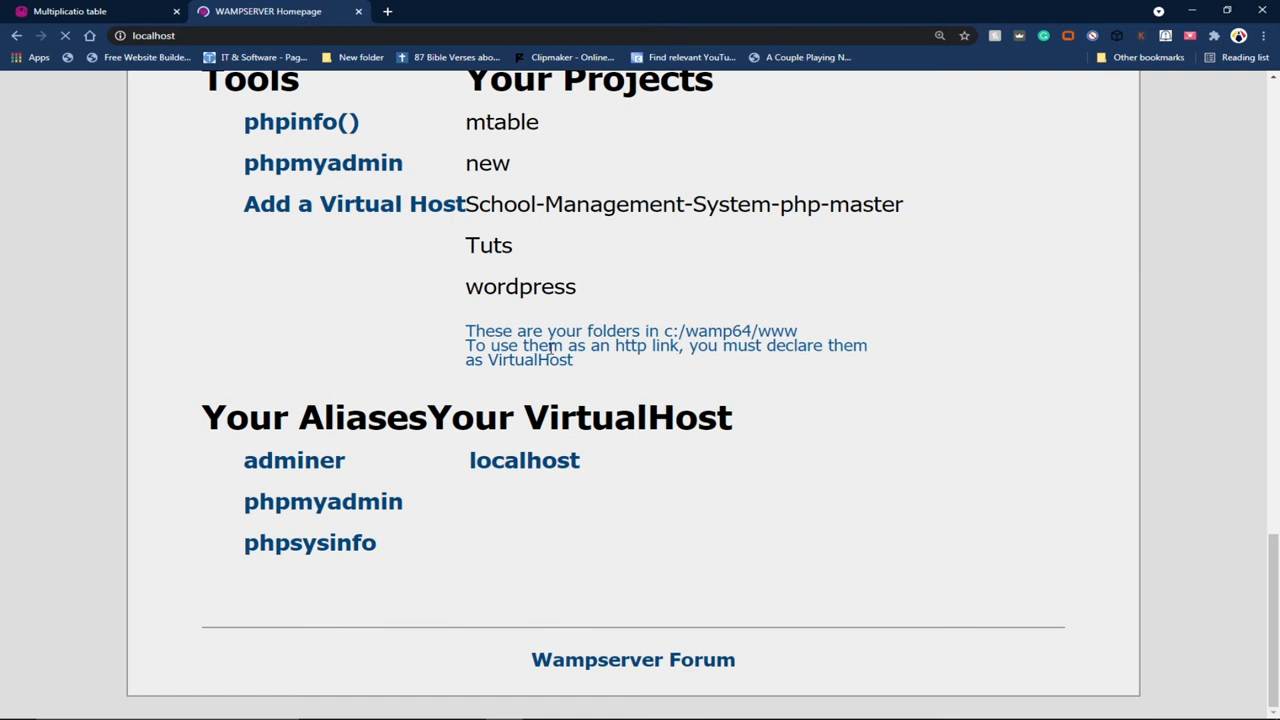 Multiplicatio table
WAMPSERVER Homepage
localhost
Apps
Free Website Builde...
IT & Software - Pag...
New folder
87 Bible Verses abo...
Clipmaker - Online...
Find relevant YouTu...
A Couple Playing N...
Other bookmarks
Reading list
Tools
Your Projects
phpinfo()
mtable
phpmyadmin
new
Add a Virtual Host
School-Management-System-php-master
Tuts
wordpress
These are your folders in c:/wamp64/www
To use them as an http link, you must declare them
as VirtualHost
Your Aliases
Your VirtualHost
adminer
localhost
phpmyadmin
phpsysinfo
Wampserver Forum